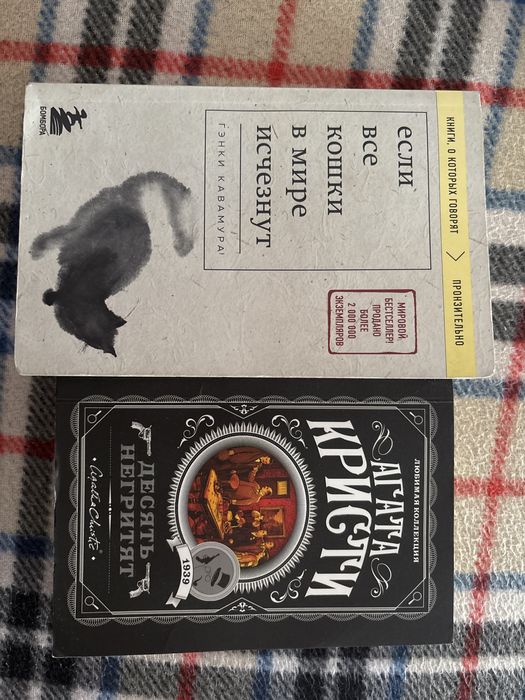 КНИГИ, О КОТОРЫХ ГОВОРЯТ
ПРОНЗИТЕЛЬНО
если
все
кошки
в мире
исчезнут
ГЭНКИ КАВАМУРА
МИРОВОЙ
БЕСТСЕЛЛЕР!
ПРОДАНО
БОЛЕЕ
2 000 000
ЭКЗЕМПЛЯРОВ
БОМБОРА
ЛЮБИМАЯ КОЛЛЕКЦИЯ
АГАТА
КРИСТИ
1939
ДЕСЯТЬ
НЕГРИТЯТ
Agatha Christie